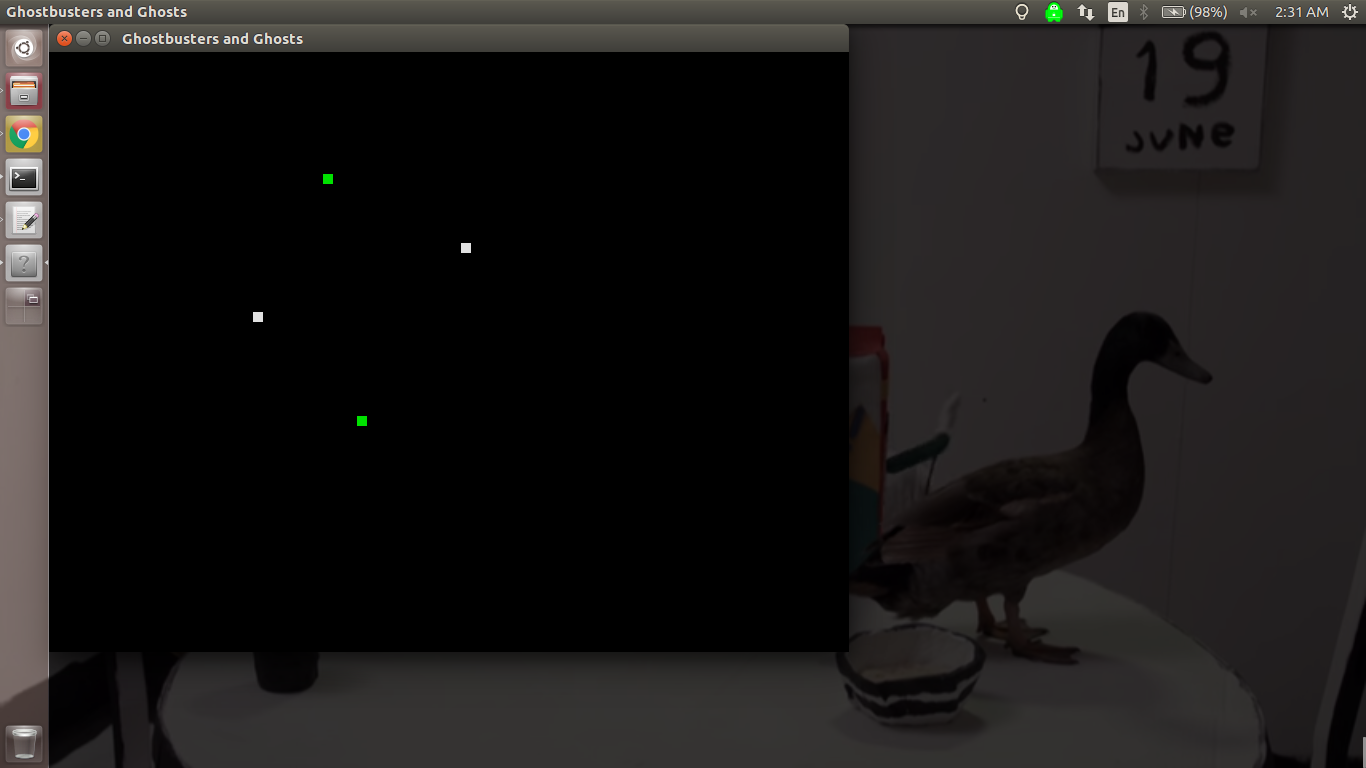 Ghostbusters and Ghosts
En
(98%)
2:31 AM
Ghostbusters and Ghosts
19
JUNE